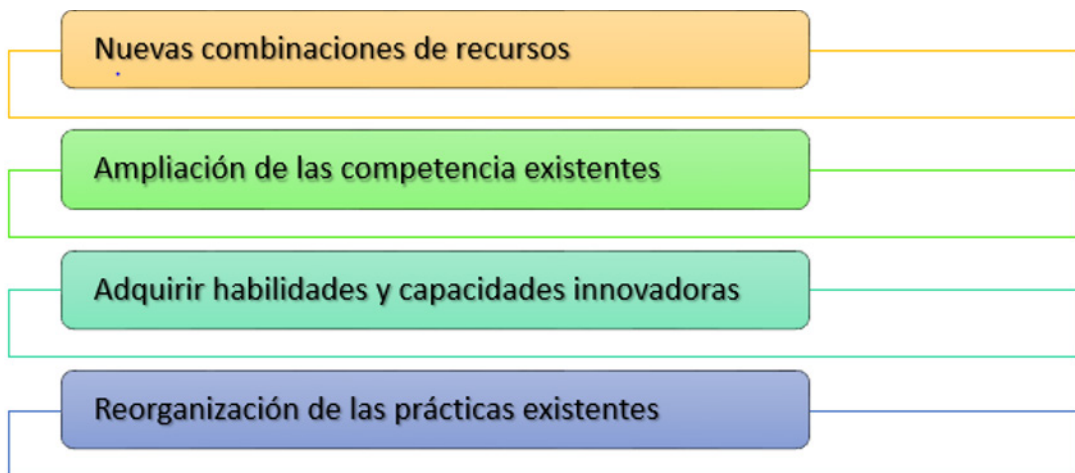 Nuevas combinaciones de recursos
Ampliación de las competencia existentes
Adquirir habilidades y capacidades innovadoras
Reorganización de las prácticas existentes